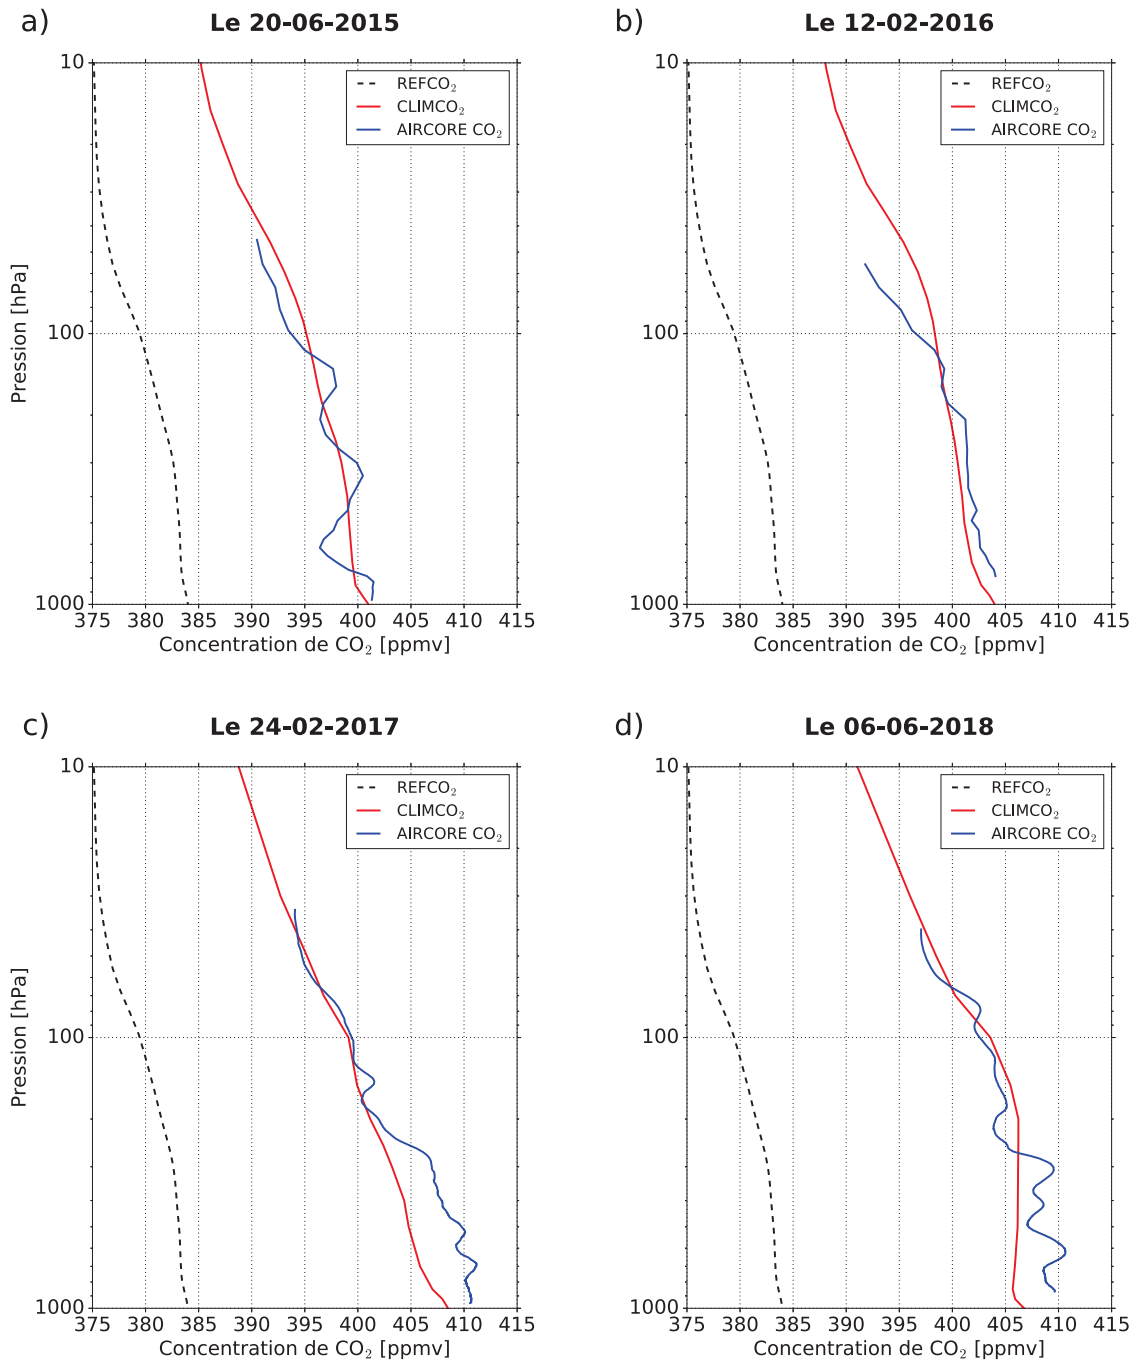 a)
Le 20-06-2015
10
100
1000
Pression [hPa]
REFCO₂
CLIMCO₂
AIRCORE CO₂
375 380 385 390 395 400 405 410 415
Concentration de CO₂ [ppmv]
b)
Le 12-02-2016
10
100
1000
REFCO₂
CLIMCO₂
AIRCORE CO₂
375 380 385 390 395 400 405 410 415
Concentration de CO₂ [ppmv]
c)
Le 24-02-2017
10
100
1000
Pression [hPa]
REFCO₂
CLIMCO₂
AIRCORE CO₂
375 380 385 390 395 400 405 410 415
Concentration de CO₂ [ppmv]
d)
Le 06-06-2018
10
100
1000
REFCO₂
CLIMCO₂
AIRCORE CO₂
375 380 385 390 395 400 405 410 415
Concentration de CO₂ [ppmv]